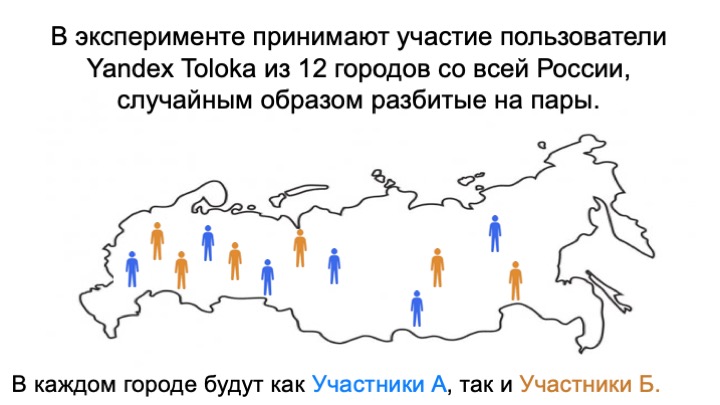 В эксперименте принимают участие пользователи
Yandex Toloka из 12 городов со всей России,
случайным образом разбитые на пары.
В каждом городе будут как Участники А, так и Участники Б.